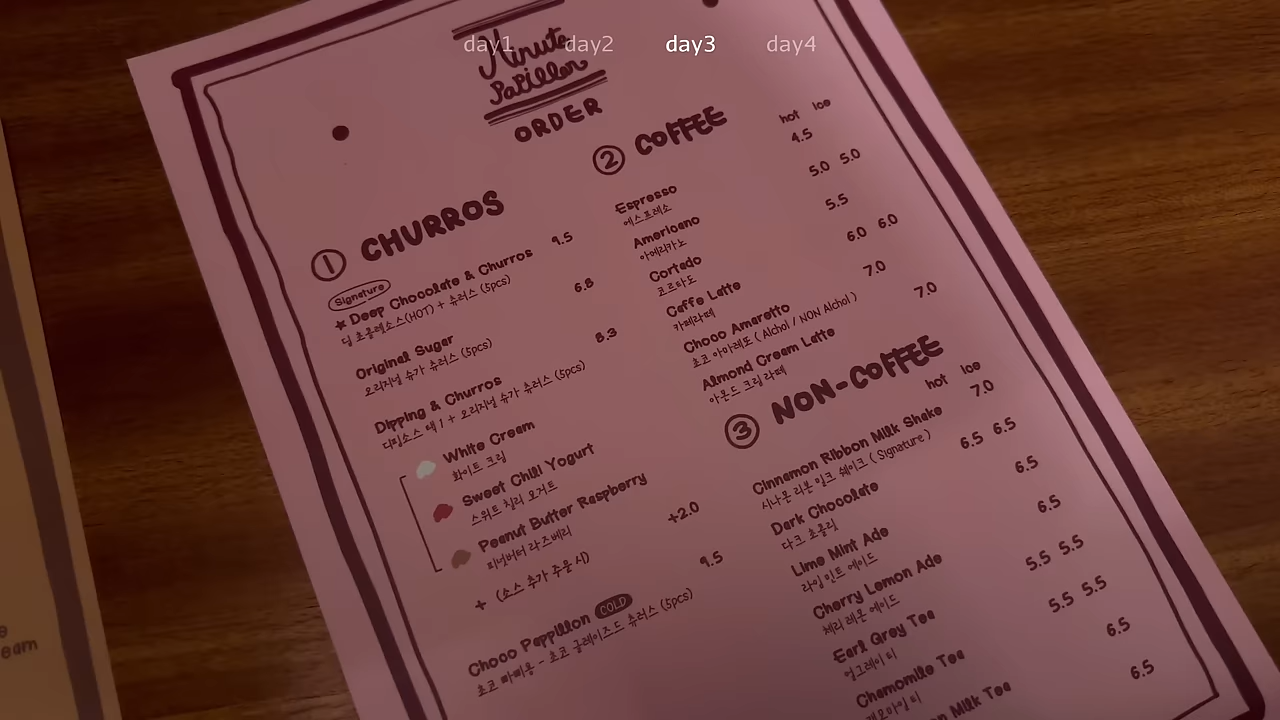 day1 day2 day3 day4
Minute
Papillon
ORDER
① CHURROS
Signature
★ Deep Chocolate & Churros 9.5
딥 초콜렛소스(HOT) + 츄러스 (5pcs)
Original Sugar 6.8
오리지널 슈가 츄러스 (5pcs)
Dipping & Churros 8.3
디핑소스 택 1 + 오리지널 슈가 츄러스 (5pcs)
White Cream
화이트 크림
Sweet Chili Yogurt
스위트 칠리 요거트
Peanut Butter Raspberry
피넛버터 라즈베리
+ (소스 추가 주문 시) +2.0
Choco Pappillon COLD 9.5
초코 빠삐용 - 초코 글레이즈드 츄러스 (5pcs)
② COFFEE
hot Ice
Espresso 4.5
에스프레소
Americano 5.0 5.0
아메리카노
Cortado 5.5
코르타도
Caffe Latte 6.0 6.0
카페라떼
Choco Amaretto 7.0
초코 아마레또 ( Alchol / NON Alchol )
Almond Cream Latte 7.0
아몬드 크림 라떼
③ NON-COFFEE
hot Ice
Cinnamon Ribbon Milk Shake 7.0
시나몬 리본 밀크 쉐이크 ( Signature )
Dark Chocolate 6.5 6.5
다크 초콜릿
Lime Mint Ade 6.5
라임 민트 에이드
Cherry Lemon Ade 6.5
체리 레몬 에이드
Earl Grey Tea 5.5 5.5
얼그레이 티
Chamomile Tea 5.5 5.5
캐모마일 티
Milk Tea 6.5
6.5
eam